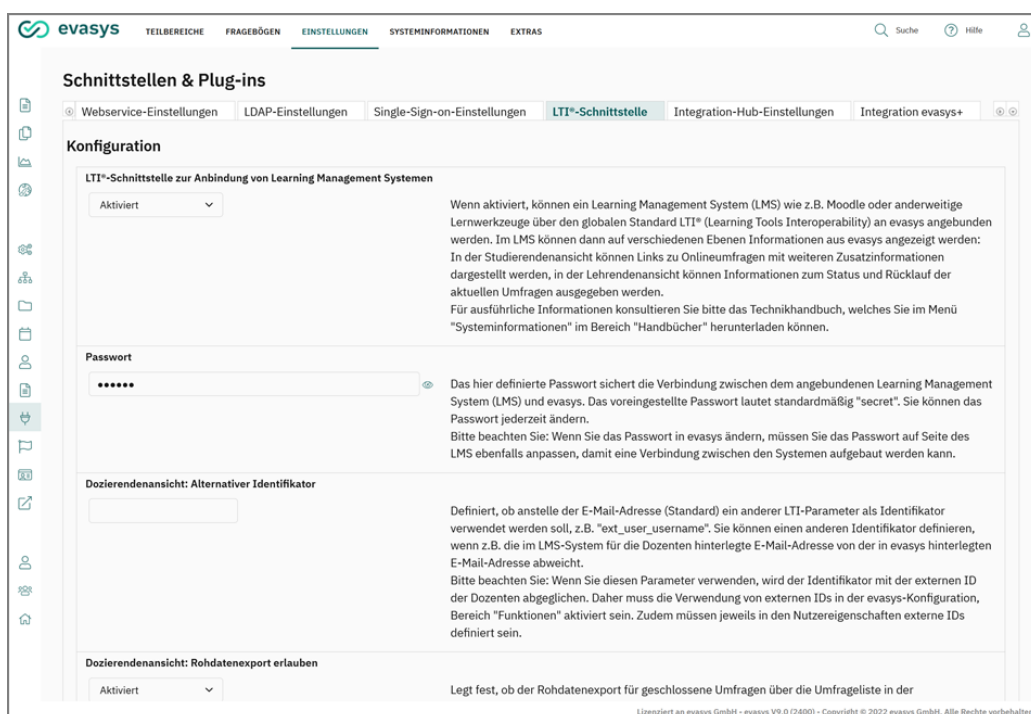 evasys
TEILBEREICHE FRAGEBÖGEN EINSTELLUNGEN SYSTEMINFORMATIONEN EXTRAS
Suche Hilfe
Schnittstellen & Plug-ins
Webservice-Einstellungen LDAP-Einstellungen Single-Sign-on-Einstellungen LTI®-Schnittstelle Integration-Hub-Einstellungen Integration evasys+
Konfiguration
LTI®-Schnittstelle zur Anbindung von Learning Management Systemen
Aktiviert
Wenn aktiviert, können ein Learning Management System (LMS) wie z.B. Moodle oder anderweitige
Lernwerkzeuge über den globalen Standard LTI® (Learning Tools Interoperability) an evasys angebunden
werden. Im LMS können dann auf verschiedenen Ebenen Informationen aus evasys angezeigt werden:
In der Studierendenansicht können Links zu Onlineumfragen mit weiteren Zusatzinformationen
dargestellt werden, in der Lehrendenansicht können Informationen zum Status und Rücklauf der
aktuellen Umfragen ausgegeben werden.
Für ausführliche Informationen konsultieren Sie bitte das Technikhandbuch, welches Sie im Menü
"Systeminformationen" im Bereich "Handbücher" herunterladen können.
Passwort
••••••
Das hier definierte Passwort sichert die Verbindung zwischen dem angebundenen Learning Management
System (LMS) und evasys. Das voreingestellte Passwort lautet standardmäßig "secret". Sie können das
Passwort jederzeit ändern.
Bitte beachten Sie: Wenn Sie das Passwort in evasys ändern, müssen Sie das Passwort auf Seite des
LMS ebenfalls anpassen, damit eine Verbindung zwischen den Systemen aufgebaut werden kann.
Dozierendenansicht: Alternativer Identifikator
Definiert, ob anstelle der E-Mail-Adresse (Standard) ein anderer LTI-Parameter als Identifikator
verwendet werden soll, z.B. "ext_user_username". Sie können einen anderen Identifikator definieren,
wenn z.B. die im LMS-System für die Dozenten hinterlegte E-Mail-Adresse von der in evasys hinterlegten
E-Mail-Adresse abweicht.
Bitte beachten Sie: Wenn Sie diesen Parameter verwenden, wird der Identifikator mit der externen ID
der Dozenten abgeglichen. Daher muss die Verwendung von externen IDs in der evasys-Konfiguration,
Bereich "Funktionen" aktiviert sein. Zudem müssen jeweils in den Nutzereigenschaften externe IDs
definiert sein.
Dozierendenansicht: Rohdatenexport erlauben
Aktiviert
Legt fest, ob der Rohdatenexport für geschlossene Umfragen über die Umfrageliste in der
Lizenziert an evasys GmbH - evasys V9.0 (2400) - Copyright © 2022 evasys GmbH. Alle Rechte vorbehalten